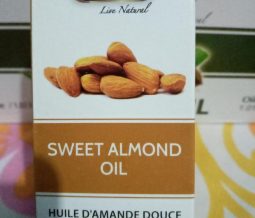 Live Natural
SWEET ALMOND
OIL
HUILE D'AMANDE DOUCE